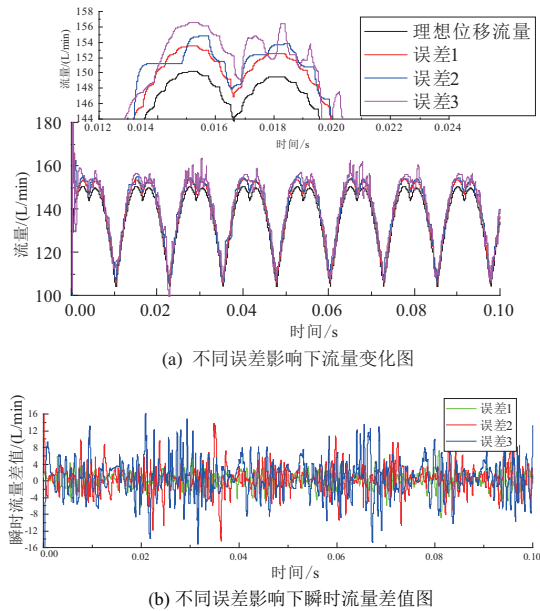 158
156
154
152
150
148
146
144
流量/(L/min)
0.012 0.014 0.016 0.018 0.020 0.022 0.024
时间/s
理想位移流量
误差1
误差2
误差3
180
160
140
120
100
流量/(L/min)
0.00 0.02 0.04 0.06 0.08 0.10
时间/s
(a) 不同误差影响下流量变化图
16
12
8
4
0
-4
-8
-12
-16
瞬时流量差值/(L/min)
0.00 0.02 0.04 0.06 0.08 0.10
时间/s
误差1
误差2
误差3
(b) 不同误差影响下瞬时流量差值图